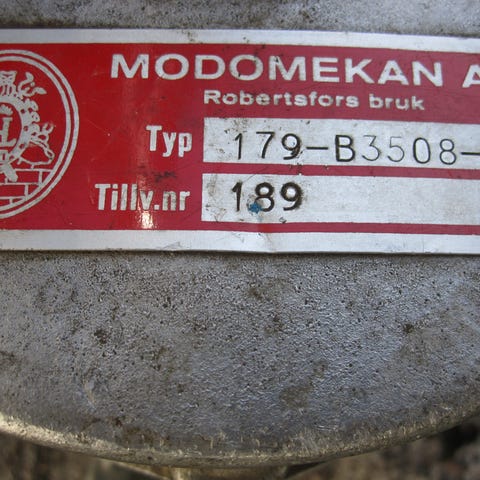 MODOMEKAN A
Robertsfors bruk
Typ 179-B3508-
Tillv.nr 189